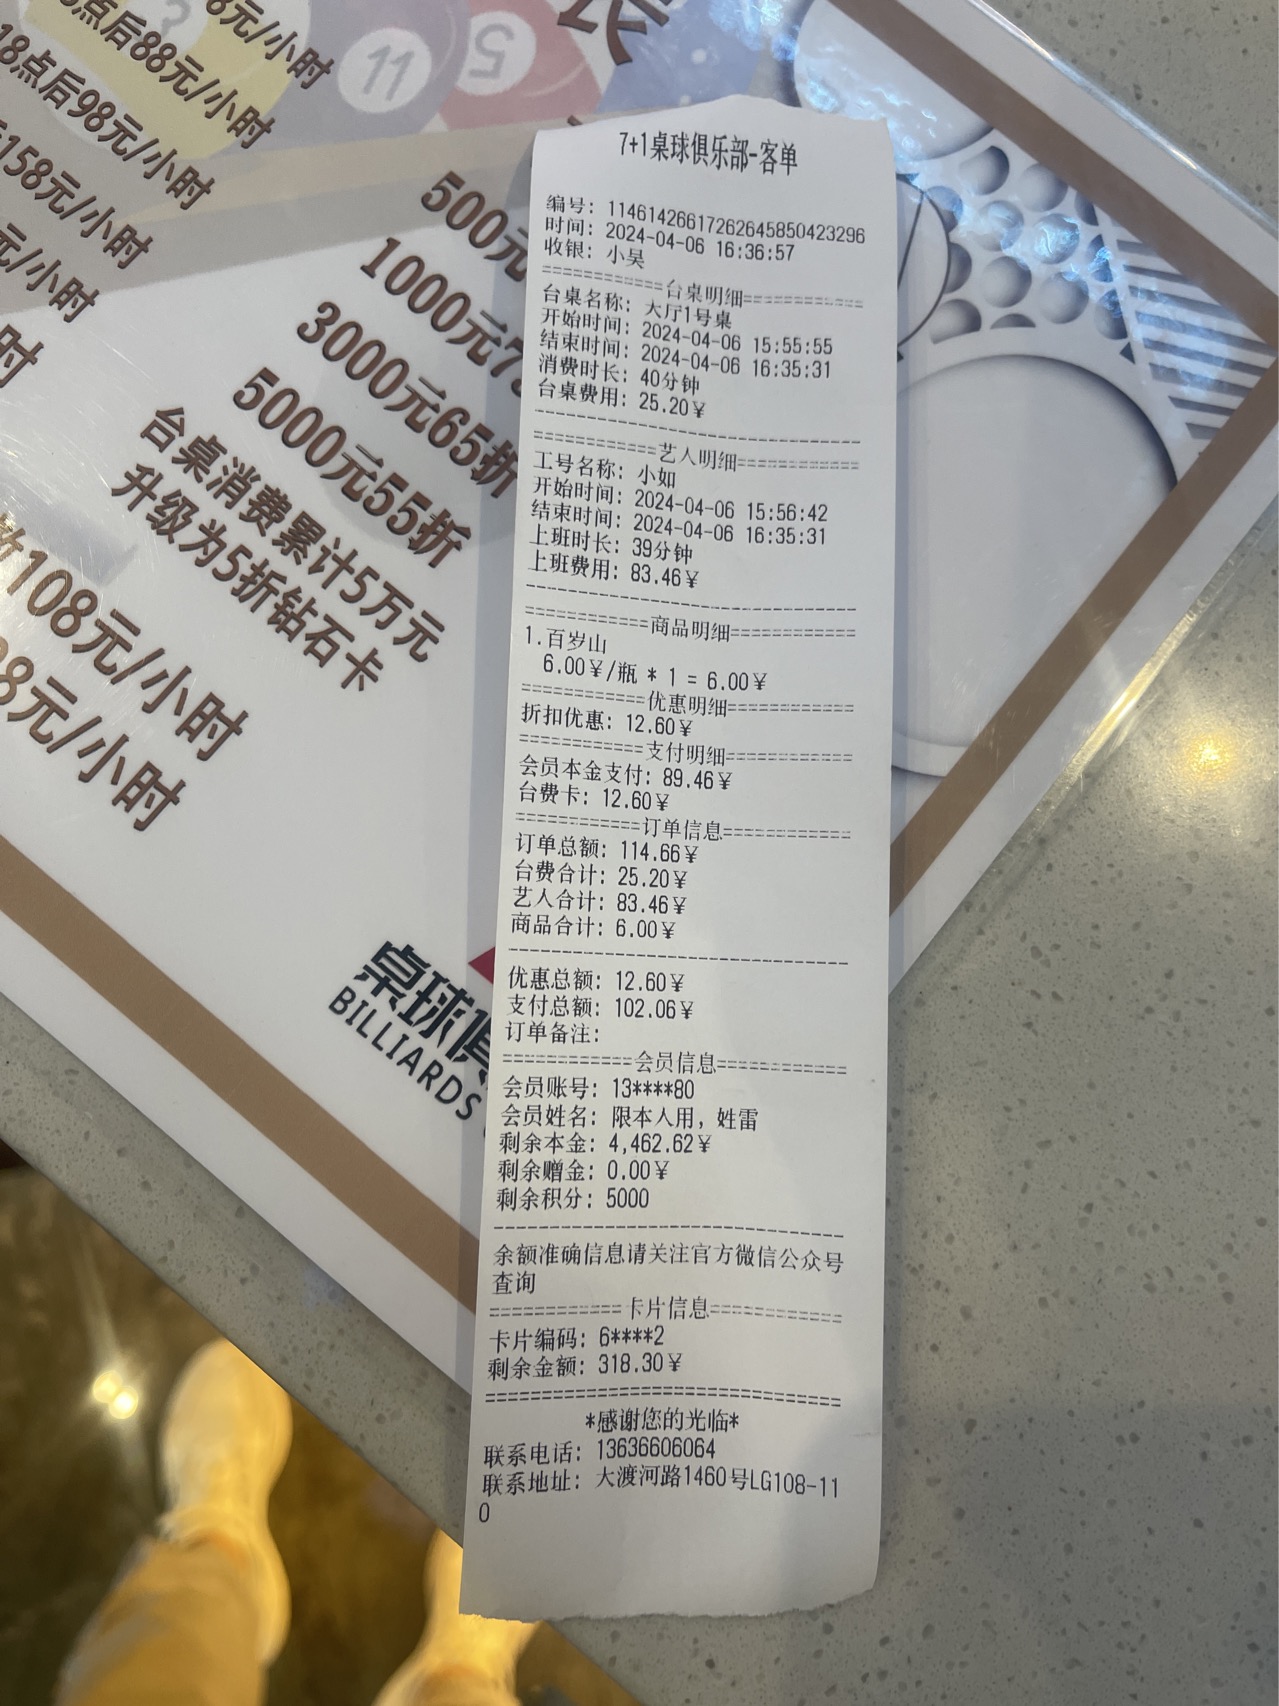 8元/小时
点后88元/小时
18点后98元/小时
158元/小时
元/小时
时
11
5
500元
1000元7
3000元65折
5000元55折
台桌消费累计5万元
升级为5折钻石卡
108元/小时
8元/小时
桌球俱
BILLIARDS
7+1桌球俱乐部-客单
编号: 11461426617262645850423296
时间: 2024-04-06 16:36:57
收银: 小吴
============台桌明细============
台桌名称: 大厅1号桌
开始时间: 2024-04-06 15:55:55
结束时间: 2024-04-06 16:35:31
消费时长: 40分钟
台桌费用: 25.20¥
============艺人明细============
工号名称: 小如
开始时间: 2024-04-06 15:56:42
结束时间: 2024-04-06 16:35:31
上班时长: 39分钟
上班费用: 83.46¥
============商品明细============
1.百岁山
6.00¥/瓶 * 1 = 6.00¥
============优惠明细============
折扣优惠: 12.60¥
============支付明细============
会员本金支付: 89.46¥
台费卡: 12.60¥
============订单信息============
订单总额: 114.66¥
台费合计: 25.20¥
艺人合计: 83.46¥
商品合计: 6.00¥
优惠总额: 12.60¥
支付总额: 102.06¥
订单备注:
============会员信息============
会员账号: 13****80
会员姓名: 限本人用，姓雷
剩余本金: 4,462.62¥
剩余赠金: 0.00¥
剩余积分: 5000
余额准确信息请关注官方微信公众号
查询
============卡片信息============
卡片编码: 6****2
剩余金额: 318.30¥
*感谢您的光临*
联系电话: 13636606064
联系地址: 大渡河路1460号LG108-11
0